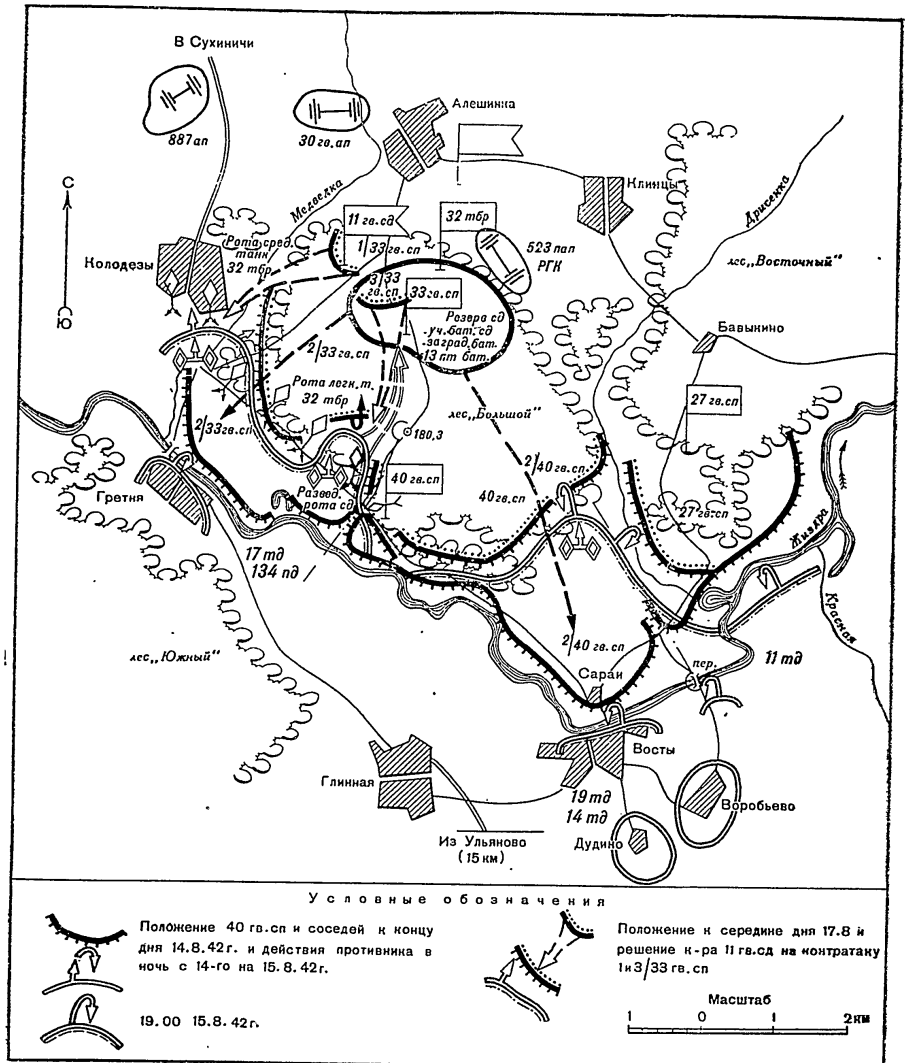 В Сухиничи
887 ап
30 гв. ап
Алешинка
С
Ю
Медведка
11 гв. сд
1/33 гв. сп
32 тбр
Клинцы
Дрисенка
лес „Восточный"
Рота сред.
танк.
32 тбр
Колодезы
523 пап
РГК
3/33
гв. сп
33 гв. сп
Резерв сд
уч. бат. сд
заград. бат.
13 пт бат.
Бавыкино
2/33 гв. сп
Рота легк. т.
32 тбр
лес „Большой"
27 гв. сп
2/33 гв. сп
180,3
2/40 гв. сп
40 гв. сп
40 гв. сп
27 гв. сп
Развед.
рота сд
Гретня
Жиздра
17 тд
134 пд
Красная
лес „Южный"
2/40 гв. сп
11 тд
пер.
Сараи
Восты
Глинная
Воробьево
19 тд
14 тд
Дудино
Из Ульяново
(15 км)
Условные обозначения
Положение 40 гв. сп и соседей к концу
дня 14.8.42г. и действия противника в
ночь с 14-го на 15.8.42г.
19.00 15.8.42г.
Положение к середине дня 17.8 и
решение к-ра 11 гв. сд на контратаку
1 и 3/33 гв. сп
Масштаб
1 0 1 2 км